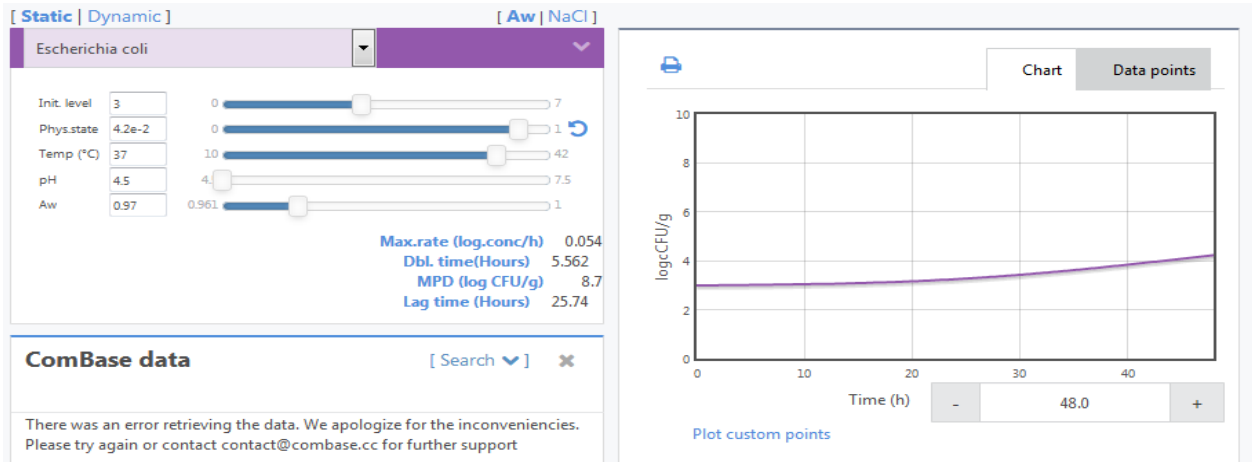 [ Static | Dynamic ]
[ Aw | NaCl ]
Escherichia coli
Init. level 3 0 7
Phys.state 4.2e-2 0 1
Temp (°C) 37 10 42
pH 4.5 4. 7.5
Aw 0.97 0.961 1
Max.rate (log.conc/h) 0.054
Dbl. time(Hours) 5.562
MPD (log CFU/g) 8.7
Lag time (Hours) 25.74
ComBase data
[ Search ]
There was an error retrieving the data. We apologize for the inconveniencies.
Please try again or contact contact@combase.cc for further support
Chart Data points
10
8
6
4
2
0
logcCFU/g
0 10 20 30 40
Time (h) - 48.0 +
Plot custom points